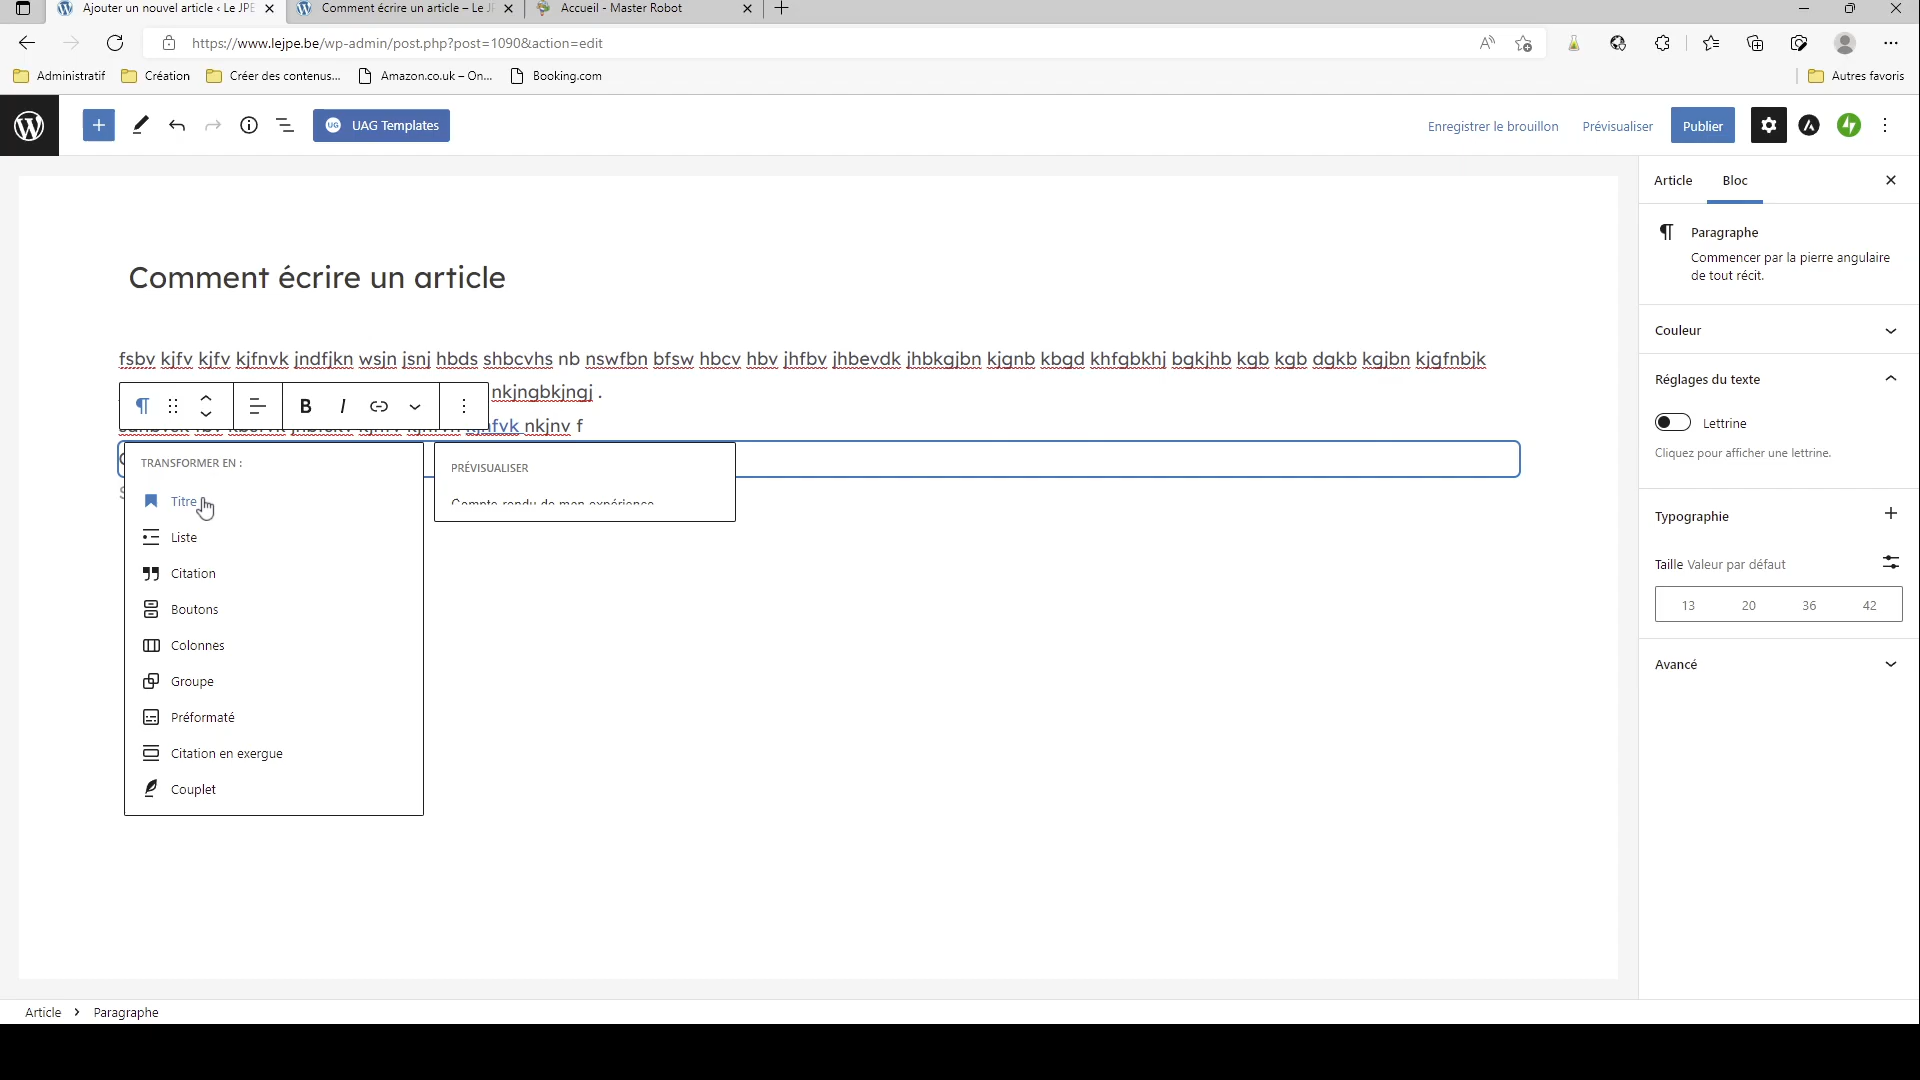 Ajouter un nouvel article ‹ Le JPE
Comment écrire un article – Le
Accueil - Master Robot
https://www.lejpe.be/wp-admin/post.php?post=1090&action=edit
Administratif
Création
Créer des contenus...
Amazon.co.uk – On...
Booking.com
Autres favoris
UAG Templates
Enregistrer le brouillon
Prévisualiser
Publier
Article
Bloc
Paragraphe
Commencer par la pierre angulaire
de tout récit.
Couleur
Réglages du texte
Lettrine
Cliquez pour afficher une lettrine.
Typographie
Taille Valeur par défaut
13 20 36 42
Avancé
Comment écrire un article
fsbv kjfv kjfv kjfnvk jndfjkn wsjn jsnj hbds shbcvhs nb nswfbn bfsw hbcv hbv jhfbv jhbevdk jhbkgjbn kjgnb kbgd khfgbkhj bgkjhb kgb kgb dgkb kgjbn kjgfnbjk
nkjngbkjngj .
nkjnv f
B I
TRANSFORMER EN :
Titre
Liste
Citation
Boutons
Colonnes
Groupe
Préformaté
Citation en exergue
Couplet
PRÉVISUALISER
Compte rendu de mon expérience
Article > Paragraphe